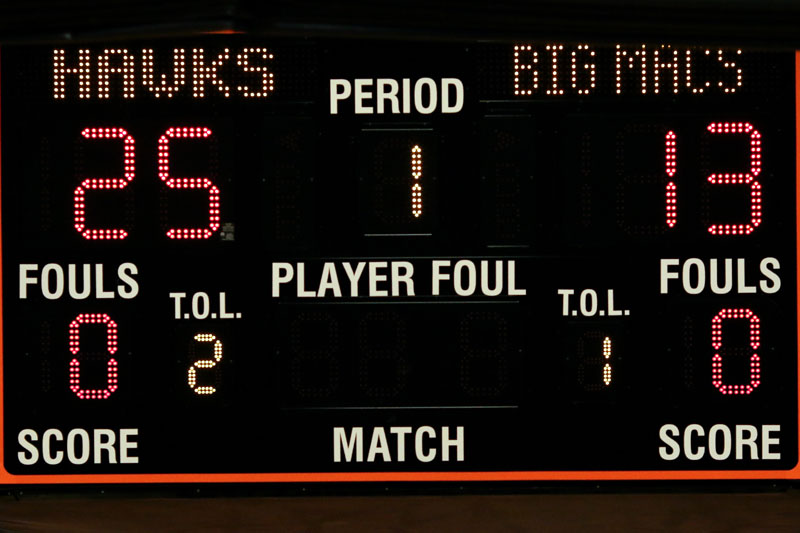 HAWKS BIG MACS
PERIOD
25 1 13
FOULS PLAYER FOUL FOULS
T.O.L. T.O.L.
0 2 1 0
SCORE MATCH SCORE